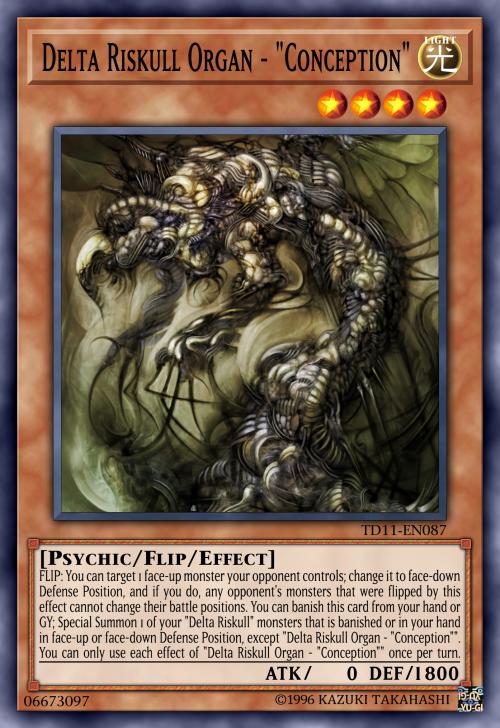 DELTA RISKULL ORGAN - "CONCEPTION"
LIGHT
光
TD11-EN087
[PSYCHIC/FLIP/EFFECT]
FLIP: You can target 1 face-up monster your opponent controls; change it to face-down
Defense Position, and if you do, any opponent's monsters that were flipped by this
effect cannot change their battle positions. You can banish this card from your hand or
GY; Special Summon 1 of your "Delta Riskull" monsters that is banished or in your hand
in face-up or face-down Defense Position, except "Delta Riskull Organ - "Conception"".
You can only use each effect of "Delta Riskull Organ - "Conception"" once per turn.
ATK/ 0 DEF/1800
06673097
©1996 KAZUKI TAKAHASHI